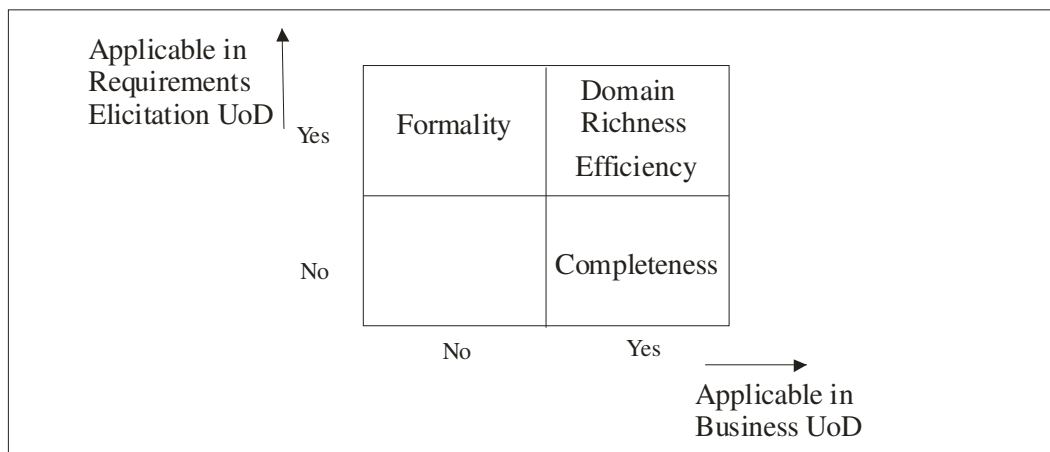 Applicable in
Requirements
Elicitation UoD
Yes
Formality
Domain
Richness
Efficiency
No
Completeness
No
Yes
Applicable in
Business UoD